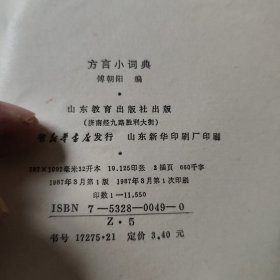 方言小词典
傅朝阳 编
山东教育出版社出版
(济南经九路胜利大街)
新华书店发行 山东新华印刷厂印刷
787×1092毫米32开本 19.125印张 2插页 660千字
1987年3月第1版 1987年3月第1次印刷
印数1-11,550
ISBN 7-5328-0049-0
Z·5
书号 17275·21 定价 3.40 元